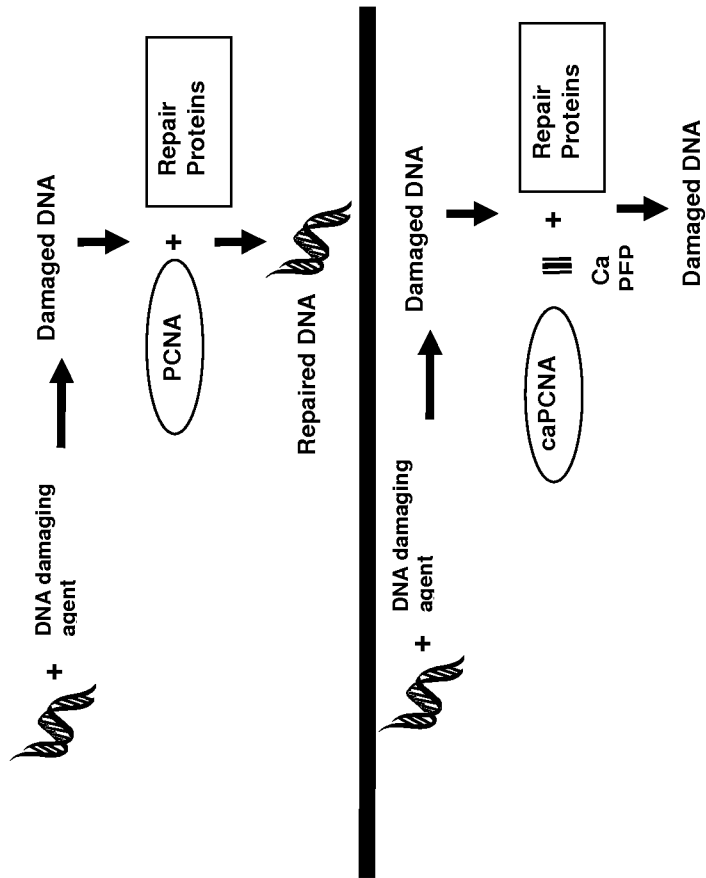 +
DNA damaging
agent
Damaged DNA
PCNA
+
Repair
Proteins
Repaired DNA
+
DNA damaging
agent
Damaged DNA
caPCNA
+
Repair
Proteins
Ca
PFP
Damaged DNA